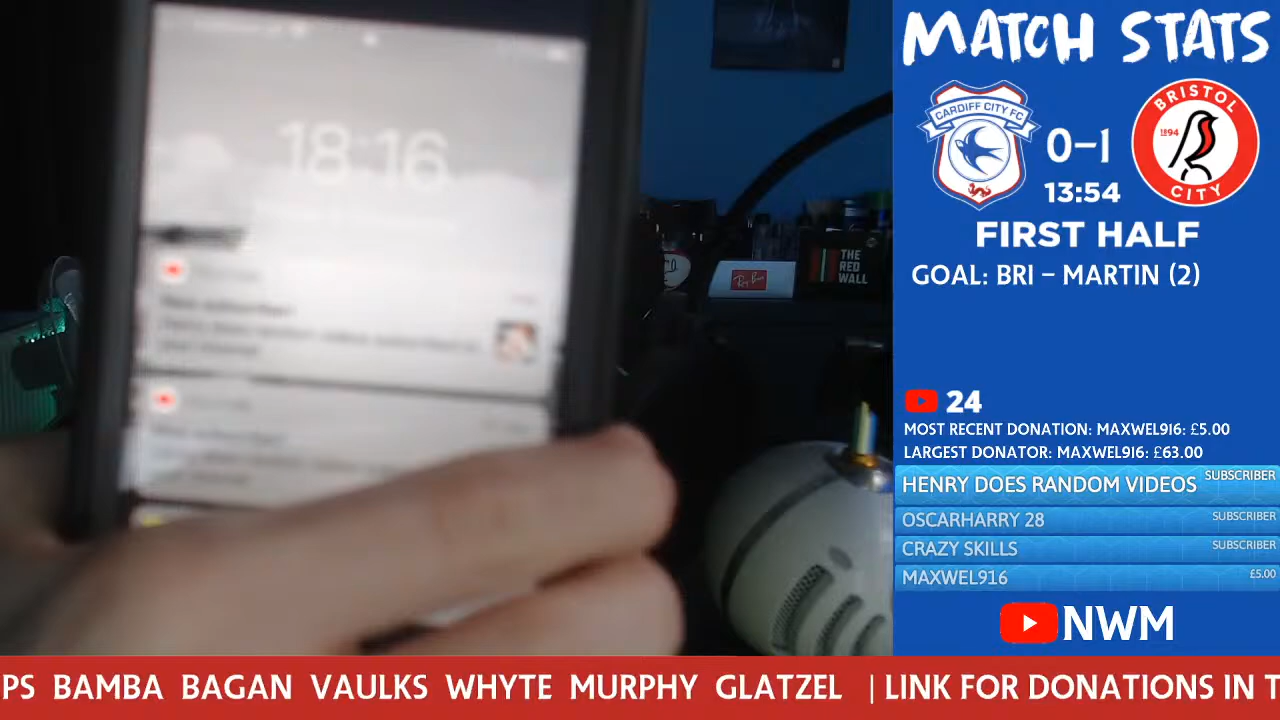 18:16
Ray-Ban
THE
RED
WALL
MATCH STATS
CARDIFF CITY FC
BRISTOL
1894
CITY
0-1
13:54
FIRST HALF
GOAL: BRI – MARTIN (2)
24
MOST RECENT DONATION: MAXWEL916: £5.00
LARGEST DONATOR: MAXWEL916: £63.00
HENRY DOES RANDOM VIDEOS SUBSCRIBER
OSCARHARRY 28 SUBSCRIBER
CRAZY SKILLS SUBSCRIBER
MAXWEL916 £5.00
NWM
PS BAMBA BAGAN VAULKS WHYTE MURPHY GLATZEL | LINK FOR DONATIONS IN T